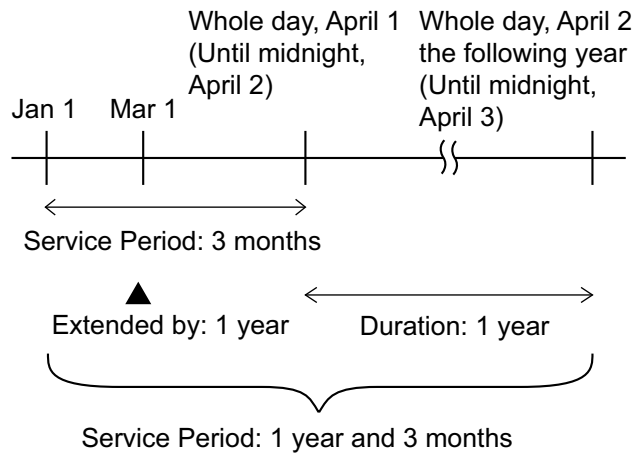 Whole day, April 1
(Until midnight,
April 2)
Whole day, April 2
the following year
(Until midnight,
April 3)
Jan 1
Mar 1
Service Period: 3 months
Extended by: 1 year
Duration: 1 year
Service Period: 1 year and 3 months